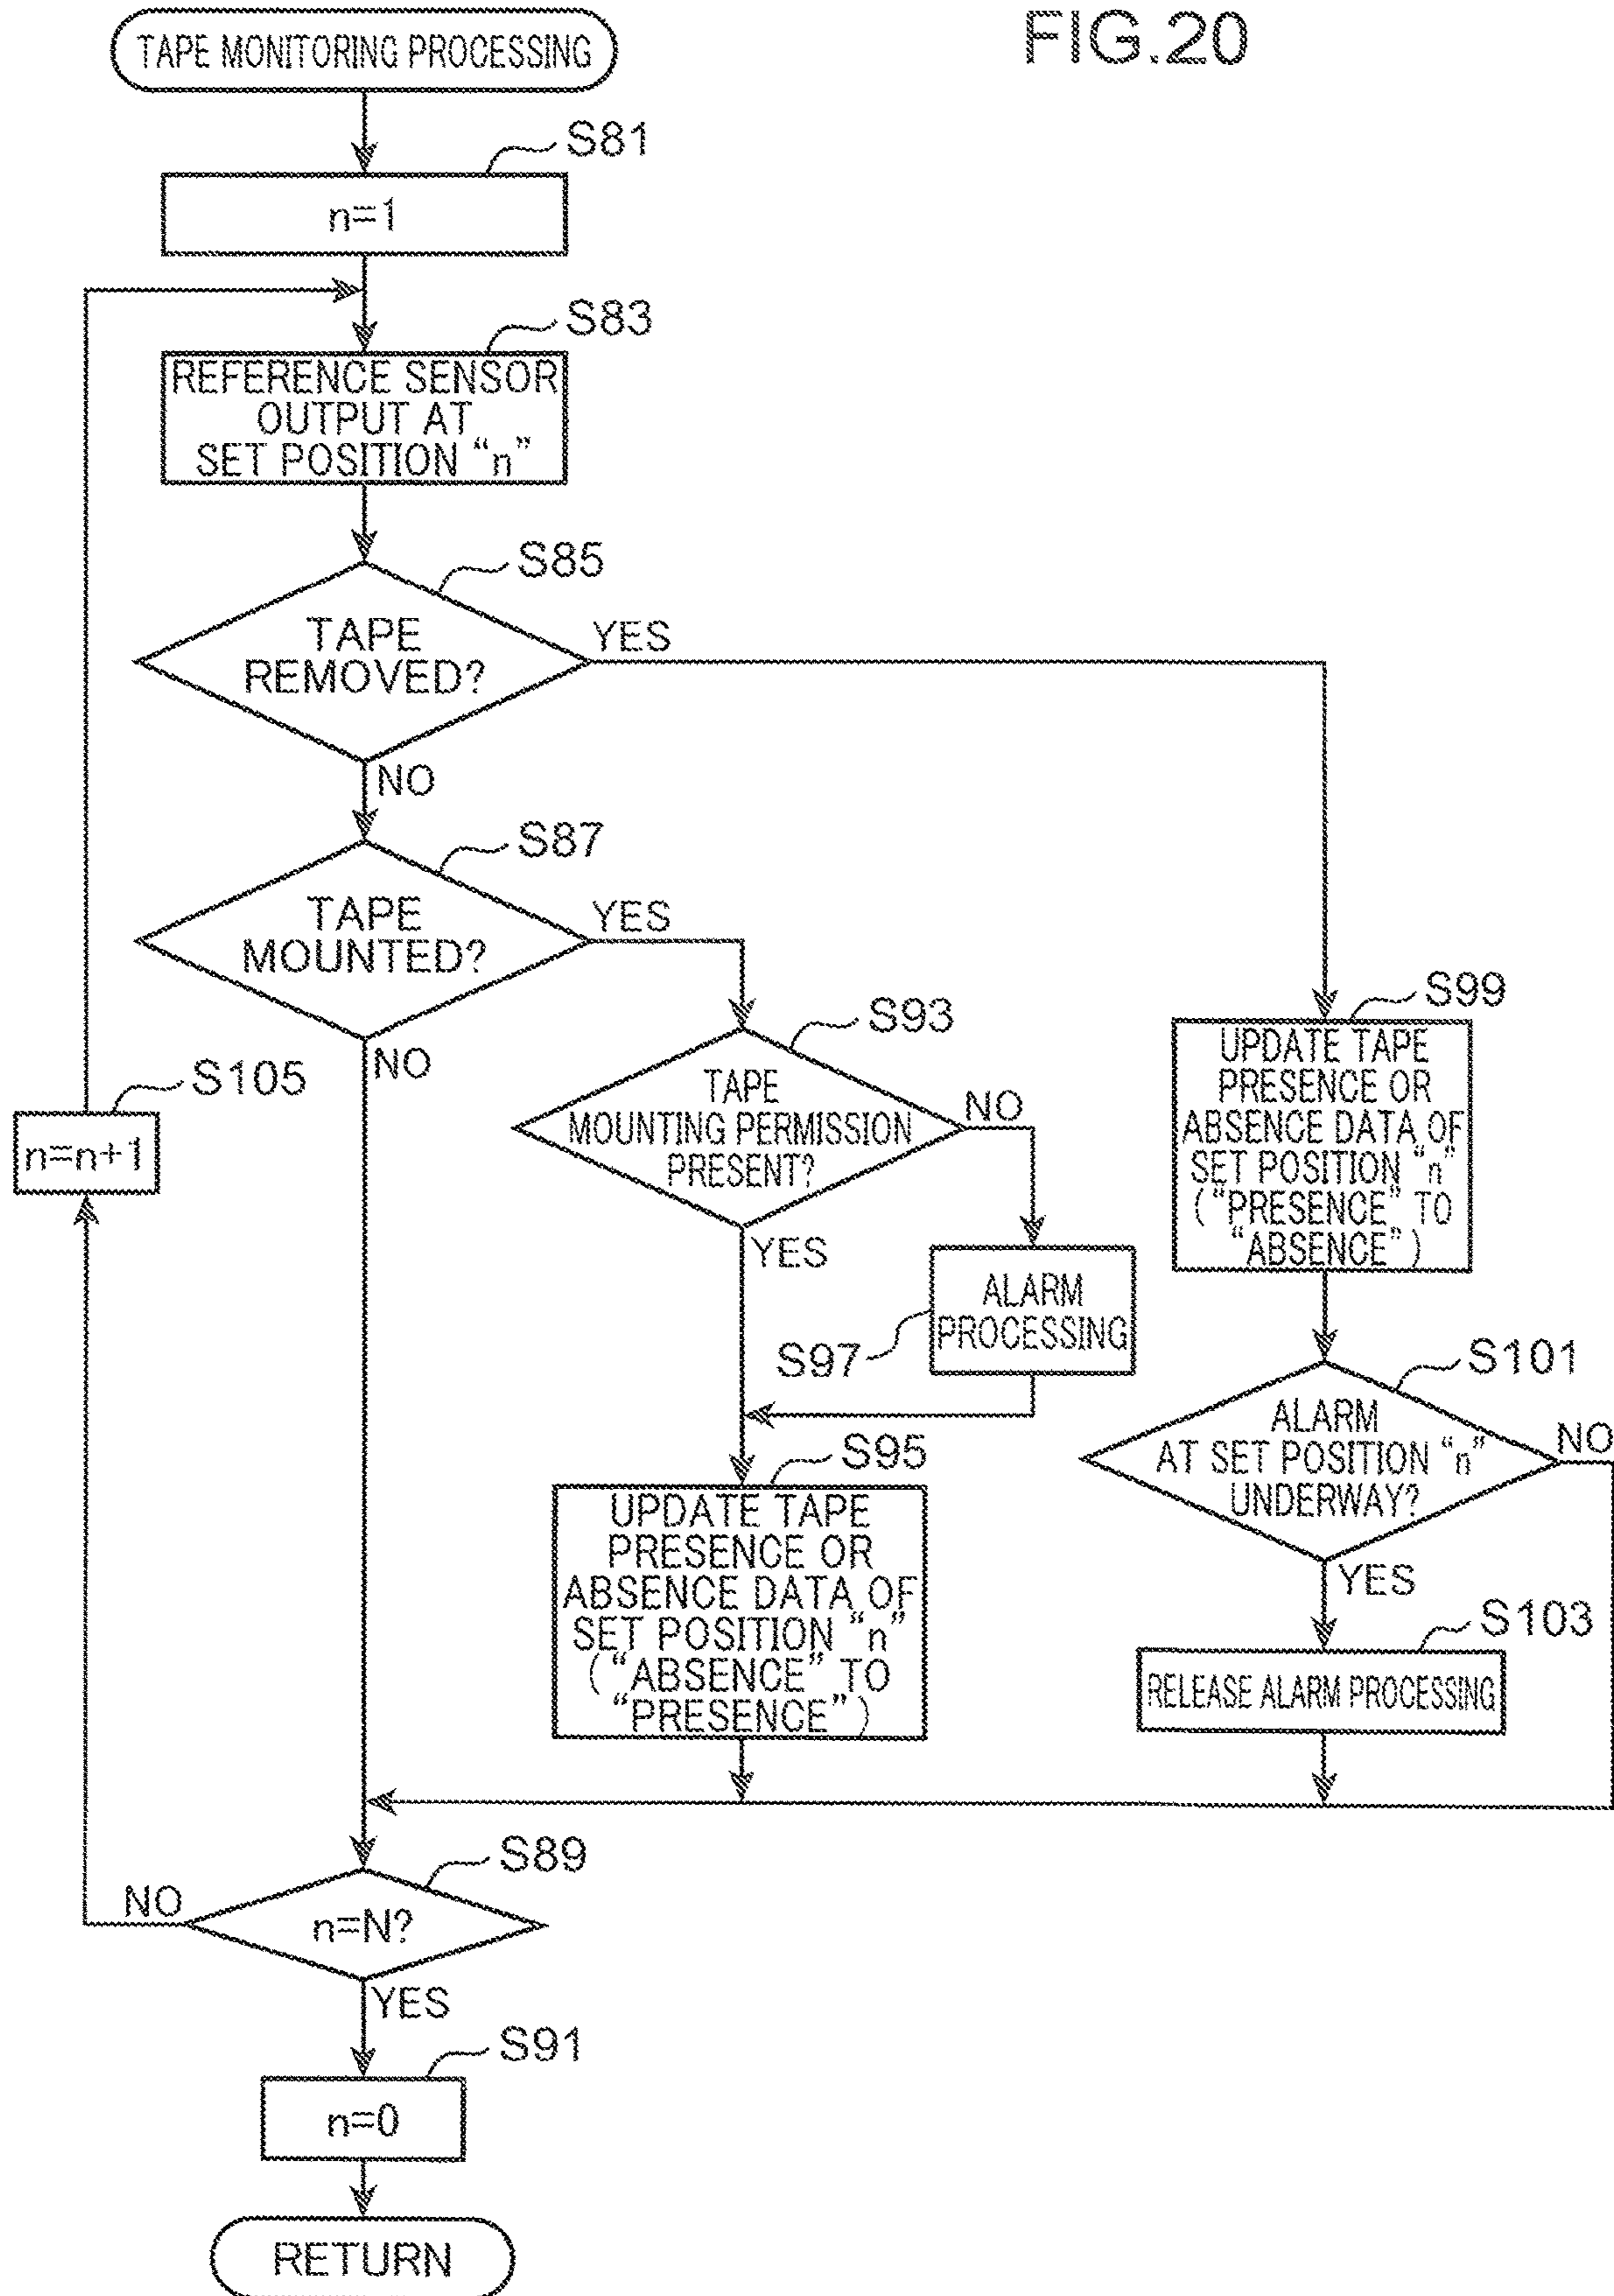 FIG.20
TAPE MONITORING PROCESSING
S81
n=1
S83
REFERENCE SENSOR
OUTPUT AT
SET POSITION “n”
S85
TAPE
REMOVED?
YES
NO
S87
TAPE
MOUNTED?
YES
NO
S93
TAPE
MOUNTING PERMISSION
PRESENT?
NO
YES
S97
ALARM
PROCESSING
S95
UPDATE TAPE
PRESENCE OR
ABSENCE DATA OF
SET POSITION “n”
(“ABSENCE” TO
“PRESENCE”)
S99
UPDATE TAPE
PRESENCE OR
ABSENCE DATA OF
SET POSITION “n”
(“PRESENCE” TO
“ABSENCE”)
S101
ALARM
AT SET POSITION “n”
UNDERWAY?
NO
YES
S103
RELEASE ALARM PROCESSING
S105
n=n+1
S89
n=N?
NO
YES
S91
n=0
RETURN